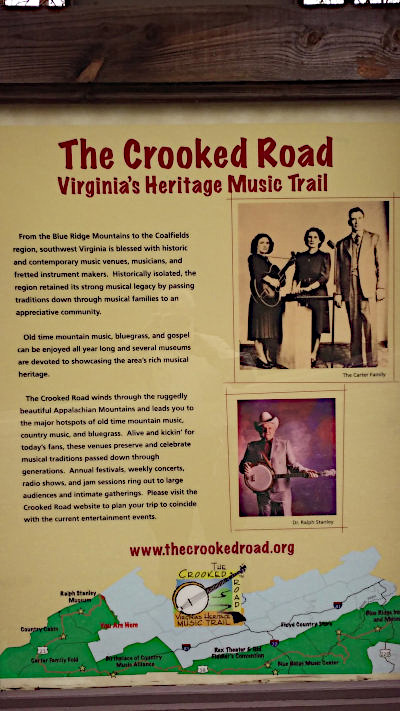 The Crooked Road
Virginia's Heritage Music Trail
From the Blue Ridge Mountains to the Coalfields
region, southwest Virginia is blessed with historic
and contemporary music venues, musicians, and
fretted instrument makers. Historically isolated, the
region retained its strong musical legacy by passing
traditions down through musical families to an
appreciative community.
Old time mountain music, bluegrass, and gospel
can be enjoyed all year long and several museums
are devoted to showcasing the area's rich musical
heritage.
The Crooked Road winds through the ruggedly
beautiful Appalachian Mountains and leads you to
the major hotspots of old time mountain music,
country music, and bluegrass. Alive and kickin' for
today's fans, these venues preserve and celebrate
musical traditions passed down through
generations. Annual festivals, weekly concerts,
radio shows, and jam sessions ring out to large
audiences and intimate gatherings. Please visit the
Crooked Road website to plan your trip to coincide
with the current entertainment events.
The Carter Family
Dr. Ralph Stanley
www.thecrookedroad.org
The
Crooked
Road
Virginia's Heritage
Music Trail
Ralph Stanley
Museum
You Are Here
Country Cabin
Carter Family Fold
Birthplace of Country
Music Alliance
Rex Theater & Old
Fiddler's Convention
Floyd Country Store
Blue Ridge Music Center
Blue Ridge